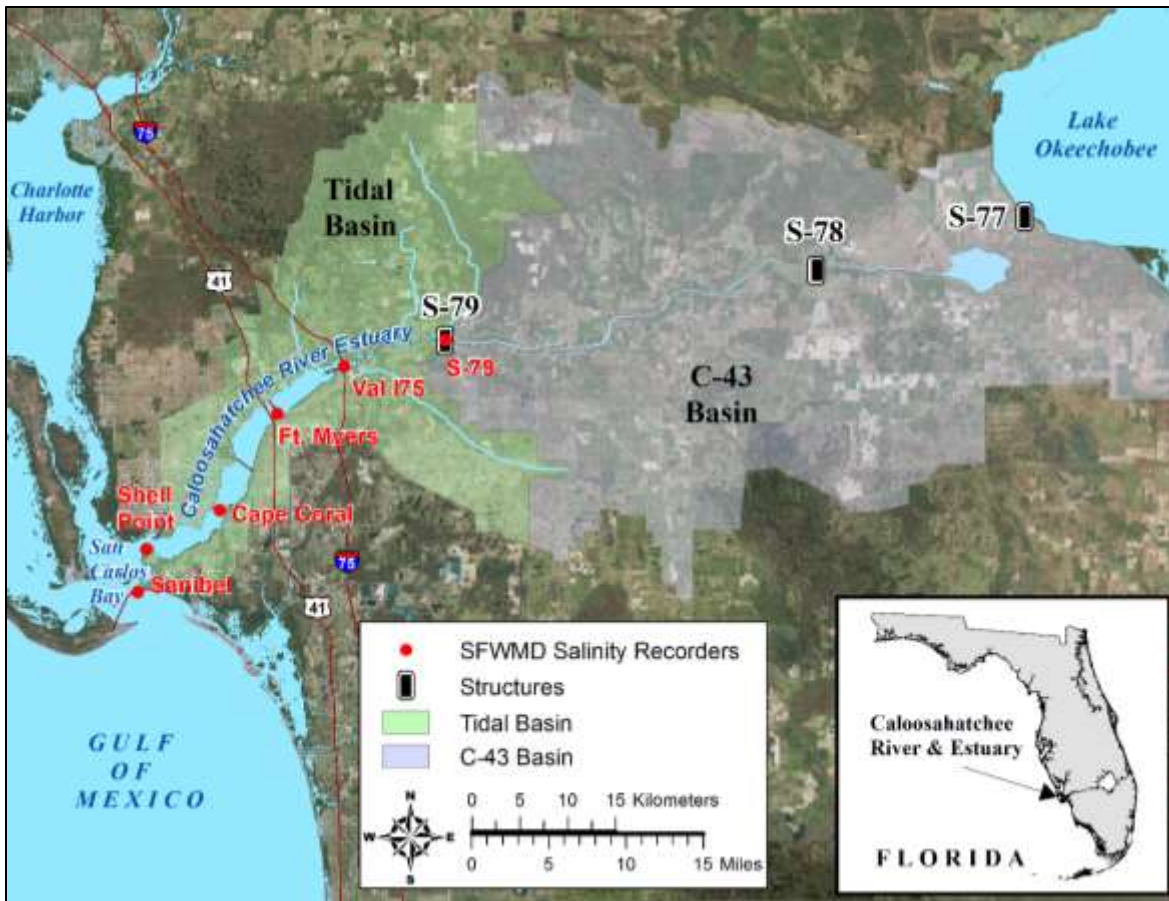 75
Charlotte
Harbor
Tidal
Basin
Lake
Okeechobee
S-77
S-78
41
S-79
S-79
Caloosahatchee River Estuary
Val I75
C-43
Basin
Ft. Myers
Shell
Point
Cape Coral
San
Carlos
Bay
Sanibel
75
41
GULF
OF
MEXICO
SFWMD Salinity Recorders
Structures
Tidal Basin
C-43 Basin
N
W E
S
0 5 10 15 Kilometers
0 5 10 15 Miles
Caloosahatchee
River & Estuary
FLORIDA